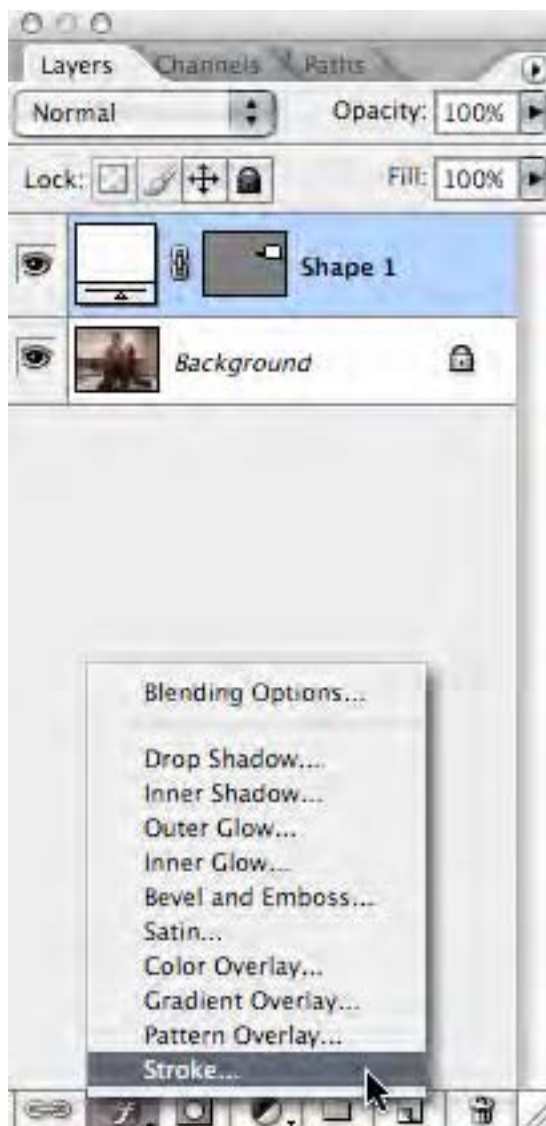 Layers Channels Paths
Normal Opacity: 100%
Lock: Fill: 100%
Shape 1
Background
Blending Options...
Drop Shadow...
Inner Shadow...
Outer Glow...
Inner Glow...
Bevel and Emboss...
Satin...
Color Overlay...
Gradient Overlay...
Pattern Overlay...
Stroke...